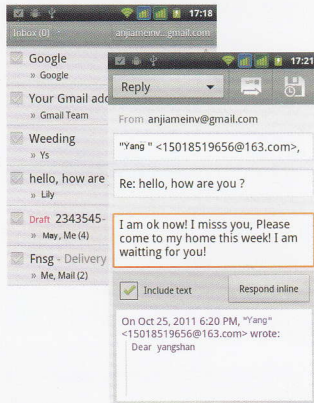 17:18
Inbox (0)
anjiameinv...gmail.com
Google
» Google
Your Gmail add
» Gmail Team
Weeding
» Ys
hello, how are
» Lily
Draft 2343545-
» May, Me (4)
Fnsg - Delivery
» Me, Mail (2)
17:21
Reply
From anjiameinv@gmail.com
"Yang" <15018519656@163.com>,
Re: hello, how are you ?
I am ok now! I misss you, Please
come to my home this week! I am
waitting for you!
Include text
Respond inline
On Oct 25, 2011 6:20 PM, "Yang"
<15018519656@163.com> wrote:
Dear yangshan